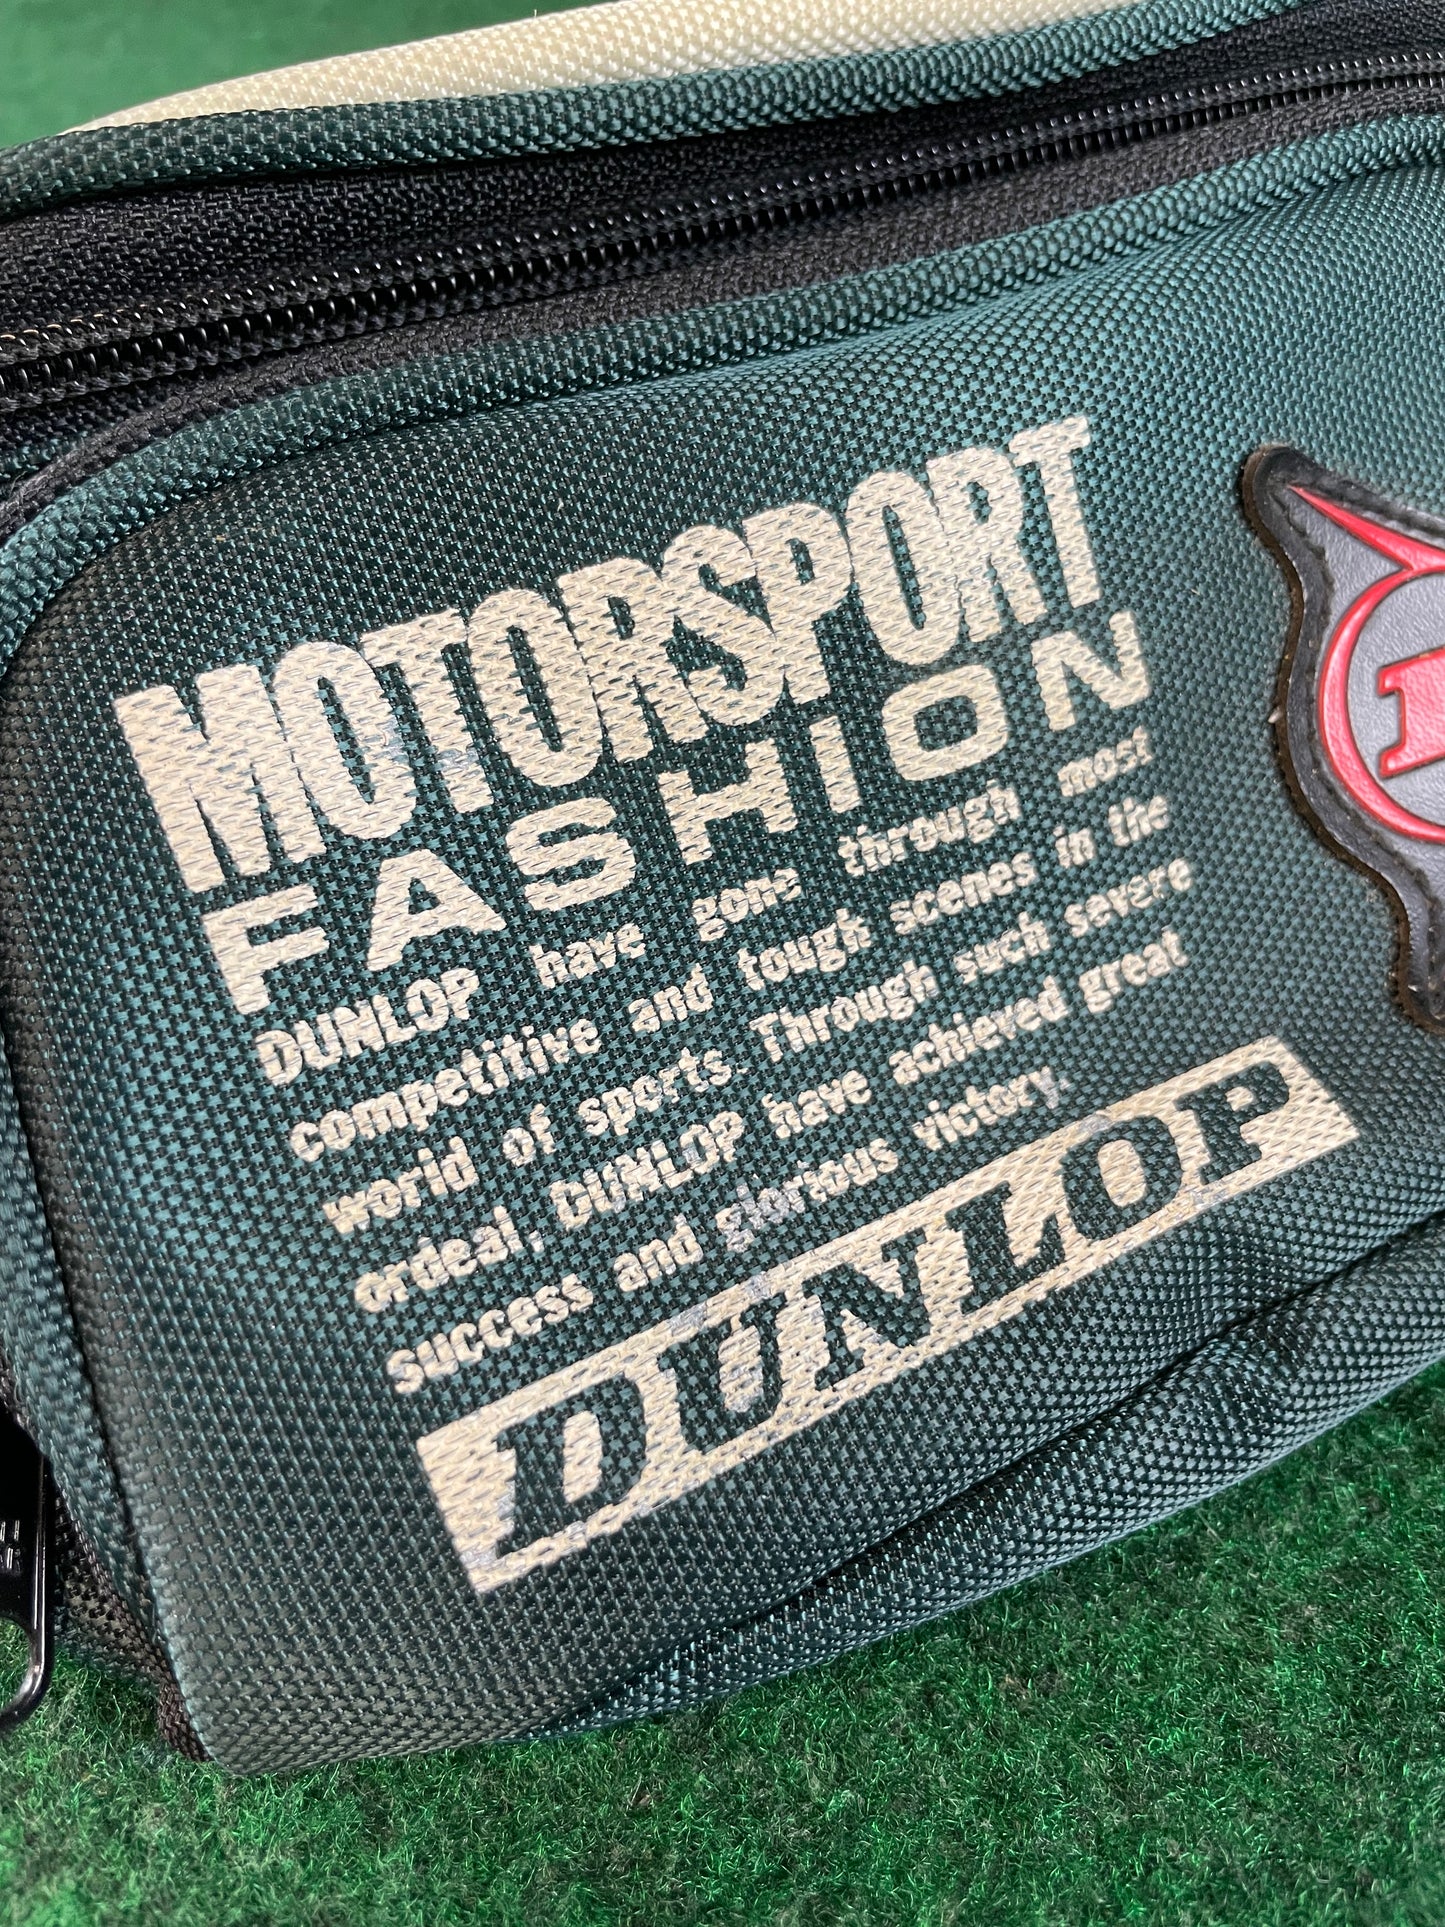 MOTORSPORT
FASHION
DUNLOP have gone through most
competitive and tough scenes in the
world of sports. Through such severe
ordeal, DUNLOP have achieved great
success and glorious victory.
DUNLOP